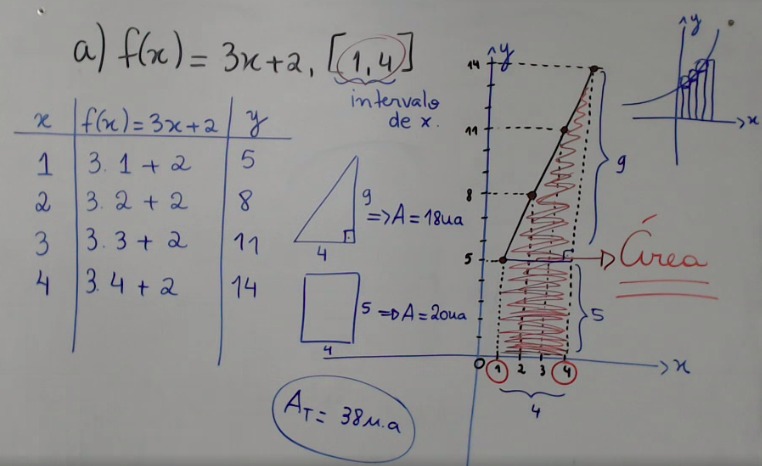 a) f(x) = 3x+2, [1,4]
intervalo
de x.
x f(x)=3x+2 y
1 3.1 + 2 5
2 3.2 + 2 8
3 3.3 + 2 11
4 3.4 + 2 14
9 => A = 18ua
4
5 => A = 20ua
4
A_T = 38u.a
y
14
11
8
5
0 1 2 3 4 x
4
9
5
Área
y
x